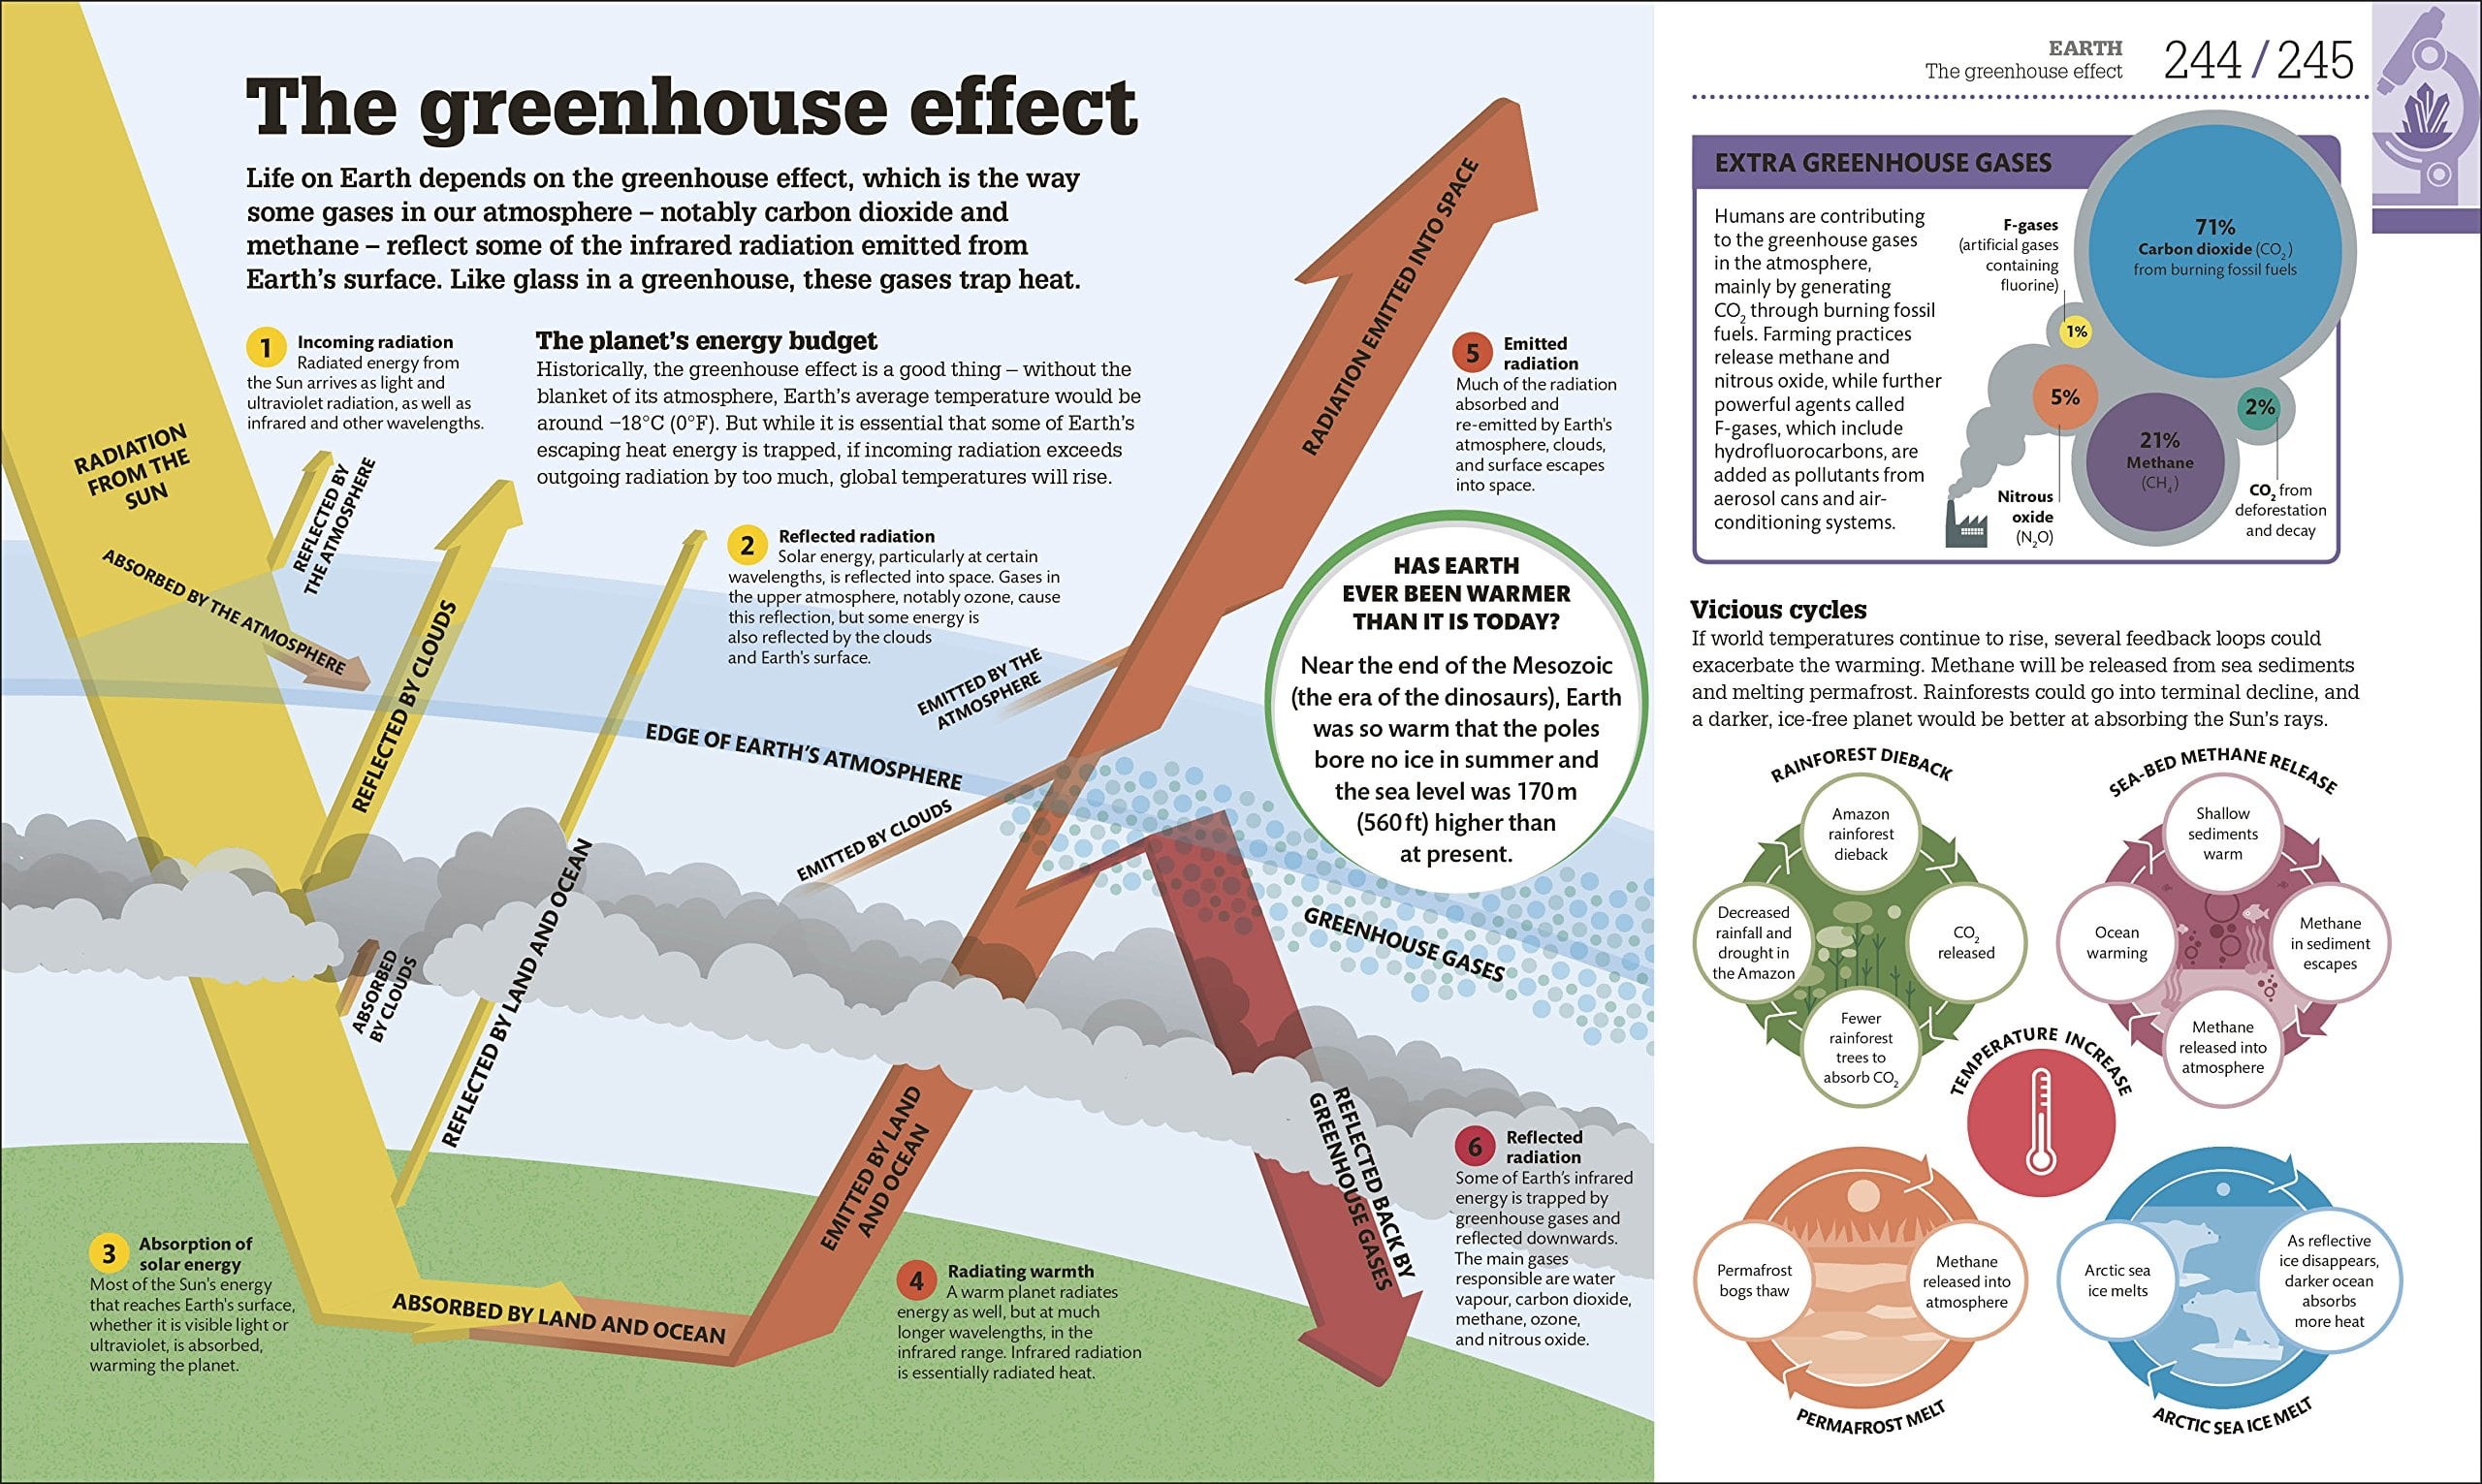 The greenhouse effect
Life on Earth depends on the greenhouse effect, which is the way
some gases in our atmosphere – notably carbon dioxide and
methane – reflect some of the infrared radiation emitted from
Earth's surface. Like glass in a greenhouse, these gases trap heat.
1
Incoming radiation
Radiated energy from
the Sun arrives as light and
ultraviolet radiation, as well as
infrared and other wavelengths.
The planet's energy budget
Historically, the greenhouse effect is a good thing – without the
blanket of its atmosphere, Earth's average temperature would be
around –18°C (0°F). But while it is essential that some of Earth's
escaping heat energy is trapped, if incoming radiation exceeds
outgoing radiation by too much, global temperatures will rise.
RADIATION
FROM THE
SUN
REFLECTED BY
THE ATMOSPHERE
ABSORBED BY THE ATMOSPHERE
REFLECTED BY CLOUDS
2
Reflected radiation
Solar energy, particularly at certain
wavelengths, is reflected into space. Gases in
the upper atmosphere, notably ozone, cause
this reflection, but some energy is
also reflected by the clouds
and Earth's surface.
EDGE OF EARTH'S ATMOSPHERE
EMITTED BY THE
ATMOSPHERE
EMITTED BY CLOUDS
RADIATION EMITTED INTO SPACE
5
Emitted
radiation
Much of the radiation
absorbed and
re-emitted by Earth's
atmosphere, clouds,
and surface escapes
into space.
HAS EARTH
EVER BEEN WARMER
THAN IT IS TODAY?
Near the end of the Mesozoic
(the era of the dinosaurs), Earth
was so warm that the poles
bore no ice in summer and
the sea level was 170 m
(560 ft) higher than
at present.
GREENHOUSE GASES
ABSORBED
BY CLOUDS
REFLECTED BY LAND AND OCEAN
EMITTED BY LAND
AND OCEAN
REFLECTED BACK BY
GREENHOUSE GASES
3
Absorption of
solar energy
Most of the Sun's energy
that reaches Earth's surface,
whether it is visible light or
ultraviolet, is absorbed,
warming the planet.
ABSORBED BY LAND AND OCEAN
4
Radiating warmth
A warm planet radiates
energy as well, but at much
longer wavelengths, in the
infrared range. Infrared radiation
is essentially radiated heat.
6
Reflected
radiation
Some of Earth's infrared
energy is trapped by
greenhouse gases and
reflected downwards.
The main gases
responsible are water
vapour, carbon dioxide,
methane, ozone,
and nitrous oxide.
EARTH
The greenhouse effect
244 / 245
EXTRA GREENHOUSE GASES
Humans are contributing
to the greenhouse gases
in the atmosphere,
mainly by generating
CO₂ through burning fossil
fuels. Farming practices
release methane and
nitrous oxide, while further
powerful agents called
F-gases, which include
hydrofluorocarbons, are
added as pollutants from
aerosol cans and air-
conditioning systems.
F-gases
(artificial gases
containing
fluorine)
71%
Carbon dioxide (CO₂)
from burning fossil fuels
1%
5%
2%
21%
Methane
(CH₄)
Nitrous
oxide
(N₂O)
CO₂ from
deforestation
and decay
Vicious cycles
If world temperatures continue to rise, several feedback loops could
exacerbate the warming. Methane will be released from sea sediments
and melting permafrost. Rainforests could go into terminal decline, and
a darker, ice-free planet would be better at absorbing the Sun's rays.
RAINFOREST DIEBACK
Amazon
rainforest
dieback
CO₂
released
Fewer
rainforest
trees to
absorb CO₂
Decreased
rainfall and
drought in
the Amazon
SEA-BED METHANE RELEASE
Shallow
sediments
warm
Methane
in sediment
escapes
Methane
released into
atmosphere
Ocean
warming
TEMPERATURE INCREASE
Permafrost
bogs thaw
Methane
released into
atmosphere
PERMAFROST MELT
Arctic sea
ice melts
As reflective
ice disappears,
darker ocean
absorbs
more heat
ARCTIC SEA ICE MELT